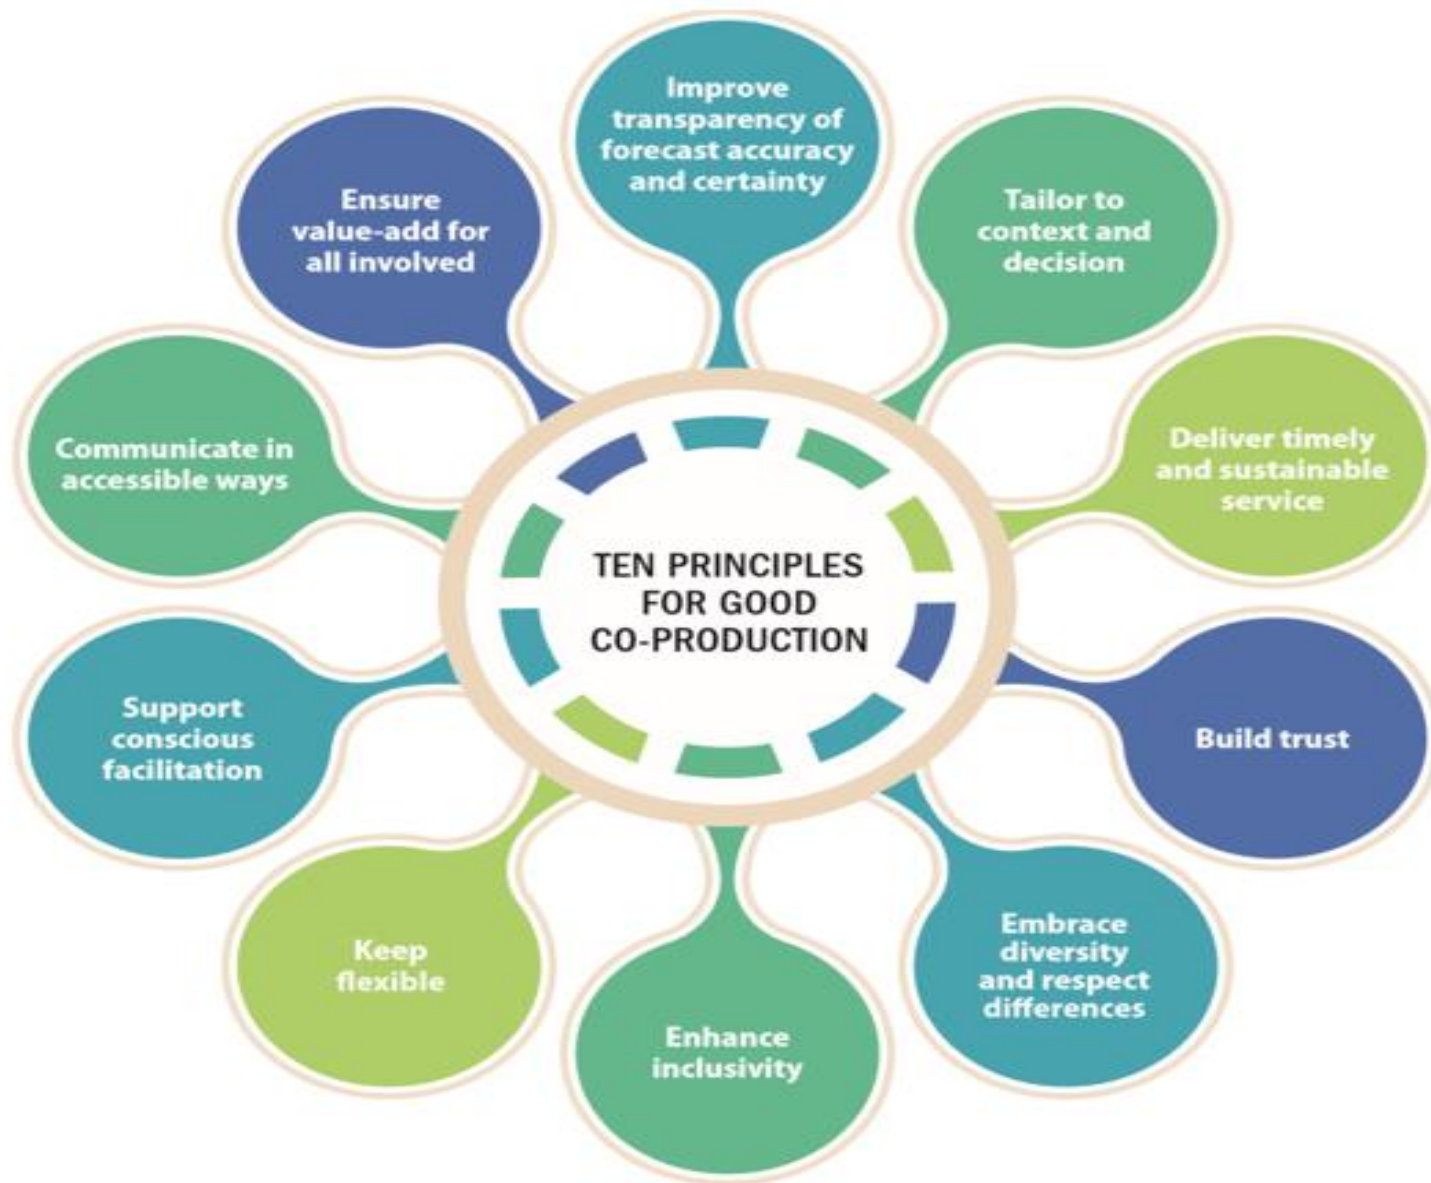 Improve
transparency of
forecast accuracy
and certainty
Tailor to
context and
decision
Deliver timely
and sustainable
service
Build trust
Embrace
diversity
and respect
differences
Enhance
inclusivity
Keep
flexible
Support
conscious
facilitation
Communicate in
accessible ways
Ensure
value-add for
all involved
TEN PRINCIPLES
FOR GOOD
CO-PRODUCTION